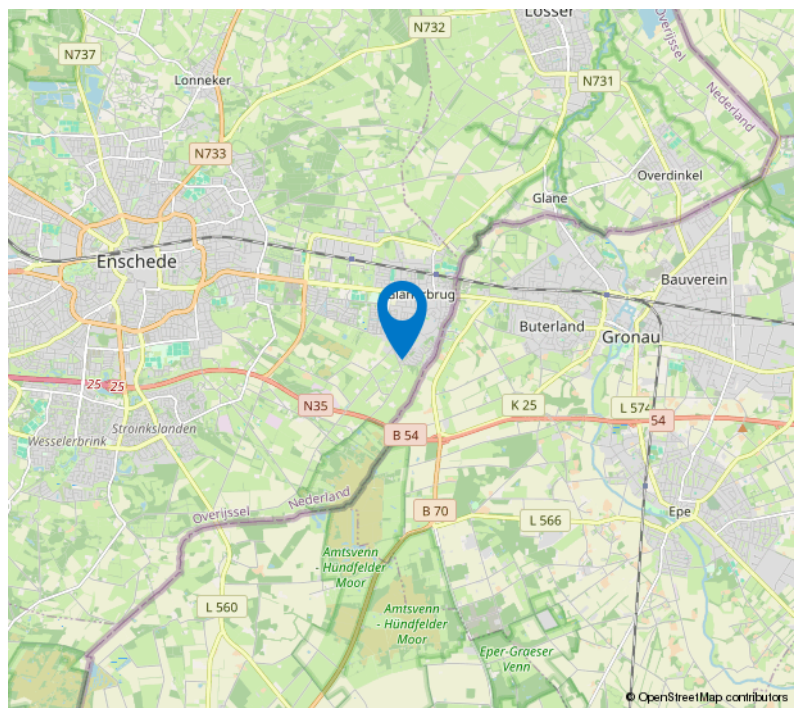 Losser
N732
N737
Lonneker
N731
Overijssel
Nederland
N733
Overdinkel
Glane
Enschede
Bauverein
Buterland
Gronau
25
25
N35
K 25
L 574
54
Stroinkslanden
Wesselerbrink
B 54
Nederland
Overijssel
B 70
L 566
Epe
Amtsvenn
- Hündfelder
Moor
L 560
Amtsvenn
- Hündfelder
Moor
Eper-Graeser
Venn
© OpenStreetMap contributors